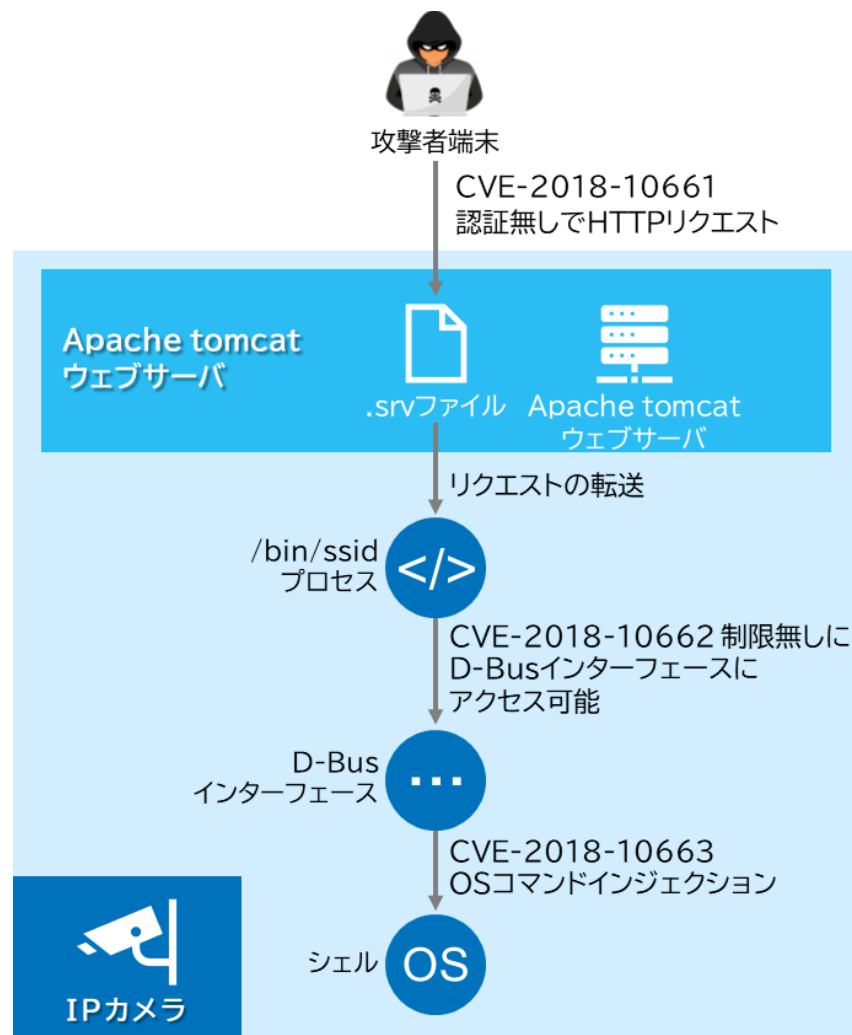 攻撃者端末
CVE-2018-10661
認証無しでHTTPリクエスト
Apache tomcat
ウェブサーバ
.srvファイル
Apache tomcat
ウェブサーバ
リクエストの転送
/bin/ssid
プロセス
</>
CVE-2018-10662 制限無しに
D-Busインターフェースに
アクセス可能
D-Bus
インターフェース
...
CVE-2018-10663
OSコマンドインジェクション
シェル
OS
IPカメラ